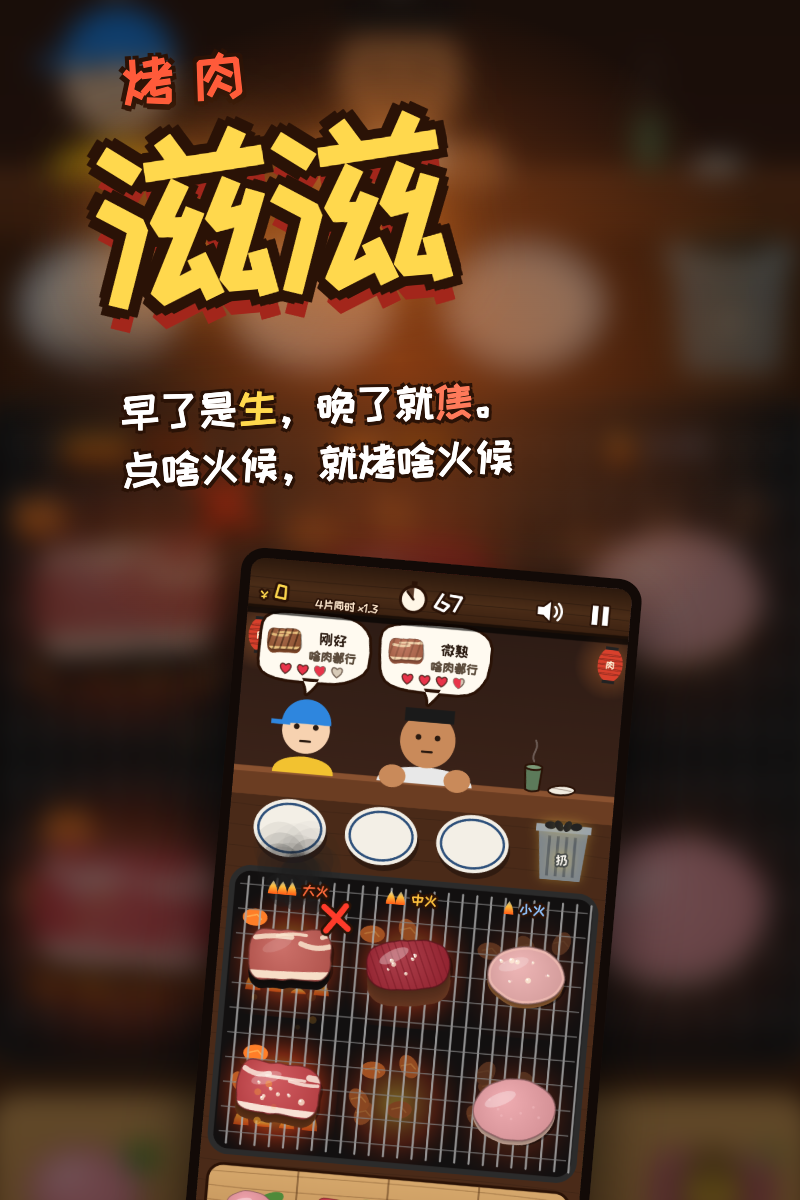 烤肉
滋滋
早了是生，晚了就焦。
点啥火候，就烤啥火候
¥ 0
4片同时 x1.3
67
刚好
啥肉都行
微熟
啥肉都行
肉
扔
大火
中火
小火